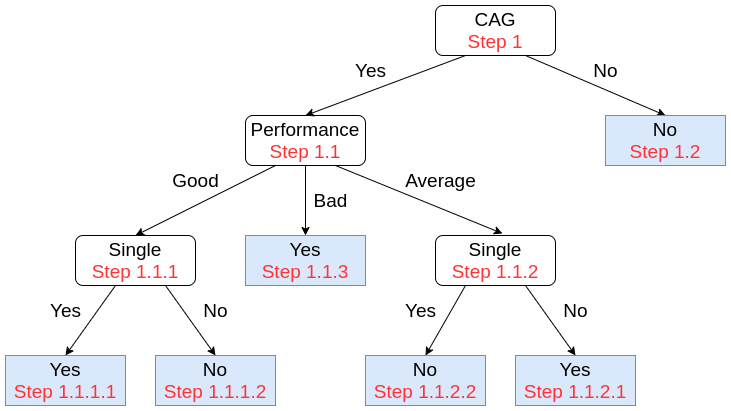 CAG
Step 1
Yes
No
Performance
Step 1.1
No
Step 1.2
Good
Bad
Average
Single
Step 1.1.1
Yes
Step 1.1.3
Single
Step 1.1.2
Yes
No
Yes
No
Yes
Step 1.1.1.1
No
Step 1.1.1.2
No
Step 1.1.2.2
Yes
Step 1.1.2.1